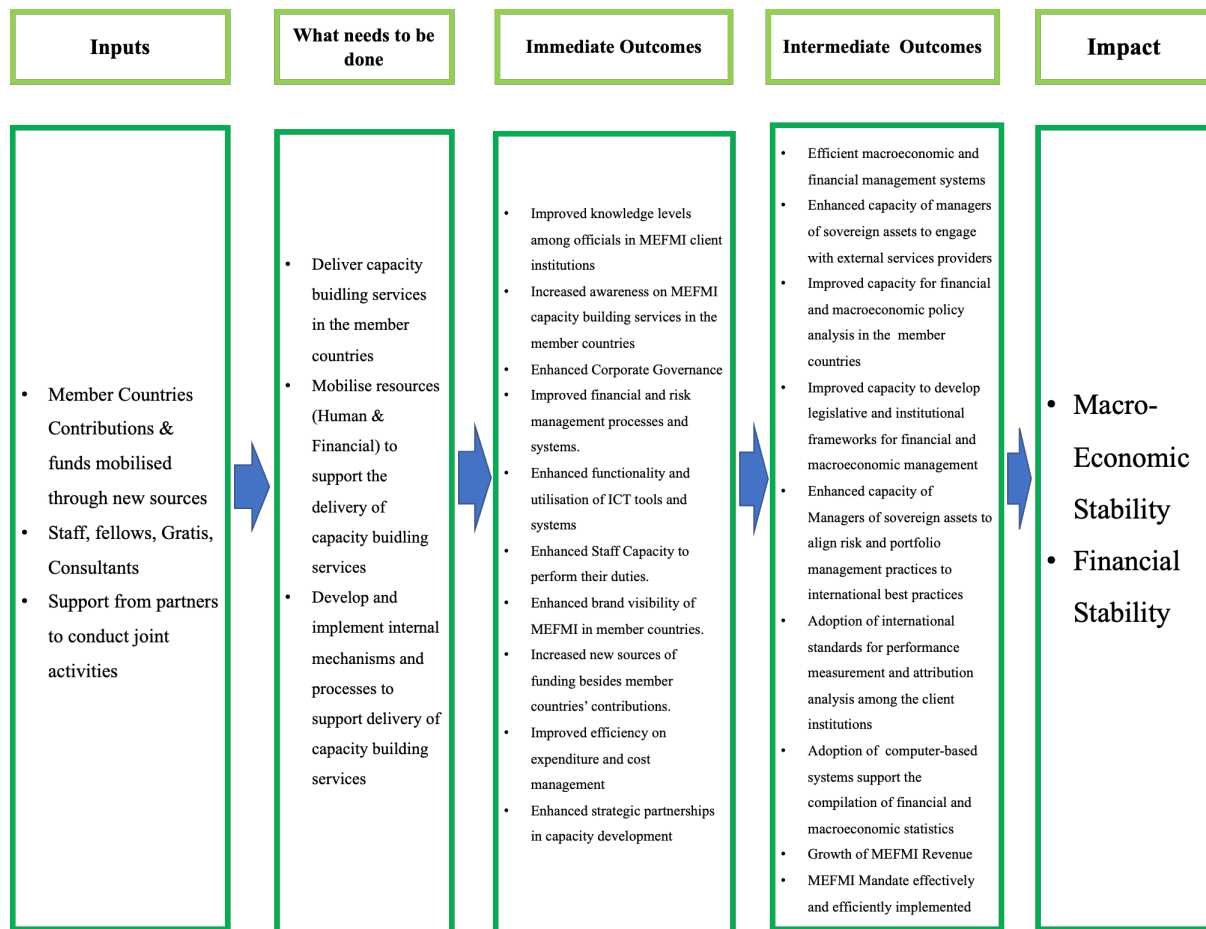 Inputs
What needs to be
done
Immediate Outcomes
Intermediate  Outcomes
Impact
• Member Countries
Contributions &
funds mobilised
through new sources
• Staff, fellows, Gratis,
Consultants
• Support from partners
to conduct joint
activities
• Deliver capacity
buidling services
in the member
countries
• Mobilise resources
(Human &
Financial) to
support the
delivery of
capacity buidling
services
• Develop and
implement internal
mechanisms and
processes to
support delivery of
capacity building
services
• Improved knowledge levels
among officials in MEFMI client
institutions
• Increased awareness on MEFMI
capacity building services in the
member countries
• Enhanced Corporate Governance
• Improved financial and risk
management processes and
systems.
• Enhanced functionality and
utilisation of ICT tools and
systems
• Enhanced Staff Capacity to
perform their duties.
• Enhanced brand visibility of
MEFMI in member countries.
• Increased new sources of
funding besides member
countries’ contributions.
• Improved efficiency on
expenditure and cost
management
• Enhanced strategic partnerships
in capacity development
• Efficient macroeconomic and
financial management systems
• Enhanced capacity of managers
of sovereign assets to engage
with external services providers
• Improved capacity for financial
and macroeconomic policy
analysis in the  member
countries
• Improved capacity to develop
legislative and institutional
frameworks for financial and
macroeconomic management
• Enhanced capacity of
Managers of sovereign assets to
align risk and portfolio
management practices to
international best practices
• Adoption of international
standards for performance
measurement and attribution
analysis among the client
institutions
• Adoption of  computer-based
systems support the
compilation of financial and
macroeconomic statistics
• Growth of MEFMI Revenue
• MEFMI Mandate effectively
and efficiently implemented
• Macro-
Economic
Stability
• Financial
Stability